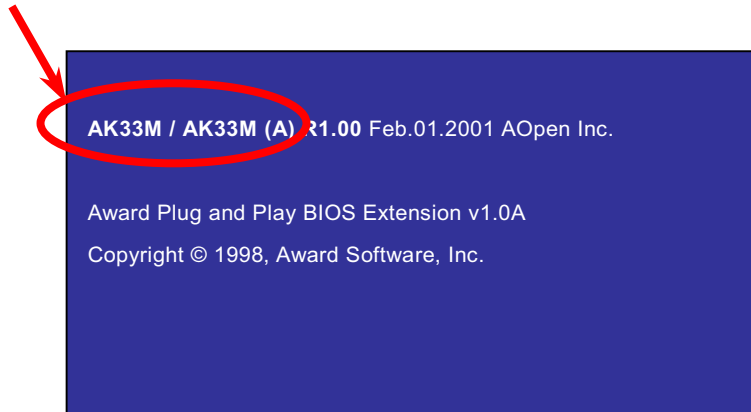 AK33M / AK33M (A) R1.00 Feb.01.2001 AOpen Inc.
Award Plug and Play BIOS Extension v1.0A
Copyright © 1998, Award Software, Inc.